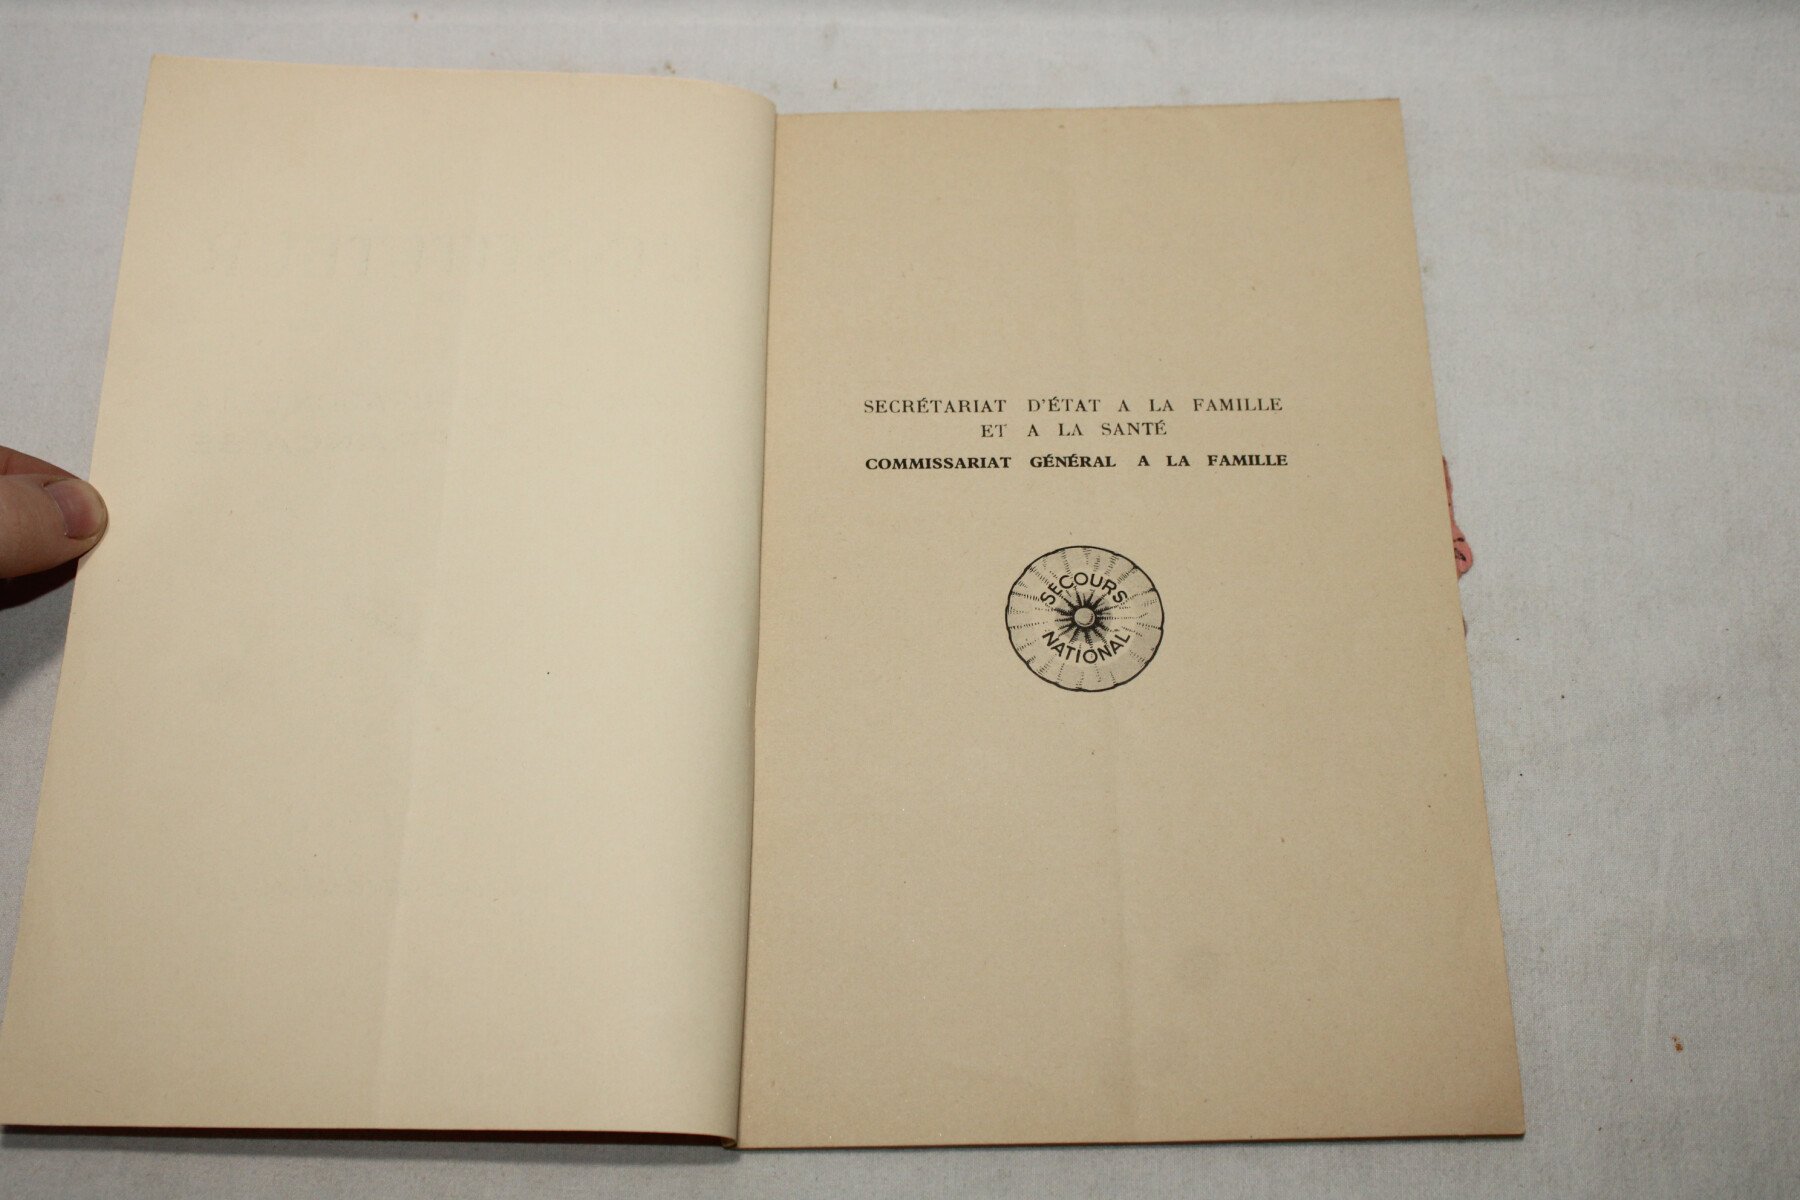 SECRÉTARIAT D'ÉTAT A LA FAMILLE
ET A LA SANTÉ
COMMISSARIAT GÉNÉRAL A LA FAMILLE
SECOURS
NATIONAL